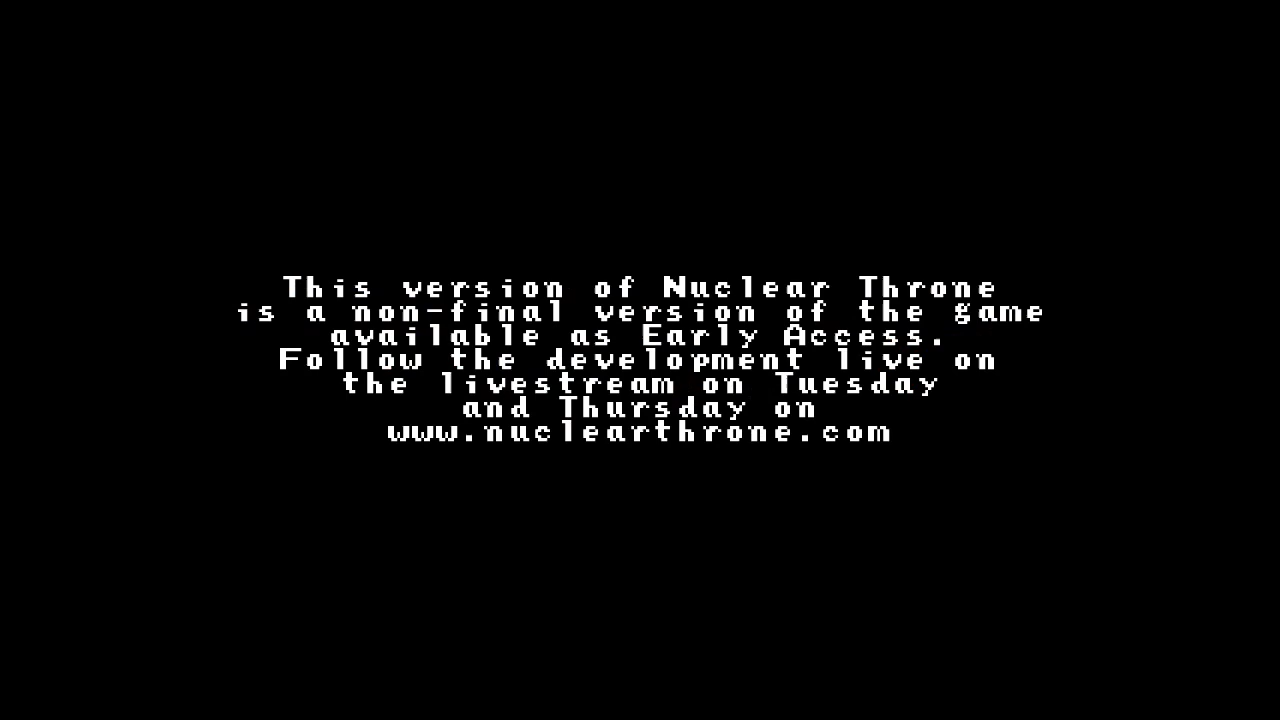 This version of Nuclear Throne
is a non-final version of the game
available as Early Access.
Follow the development live on
the livestream on Tuesday
and Thursday on
www.nuclearthrone.com